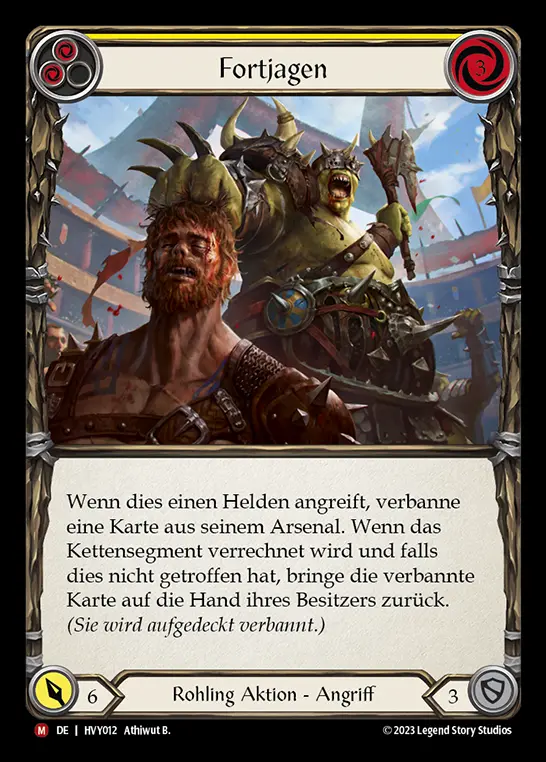 Fortjagen
3
Wenn dies einen Helden angreift, verbanne
eine Karte aus seinem Arsenal. Wenn das
Kettensegment verrechnet wird und falls
dies nicht getroffen hat, bringe die verbannte
Karte auf die Hand ihres Besitzers zurück.
(Sie wird aufgedeckt verbannt.)
6
Rohling Aktion - Angriff
3
M DE | HVY012 Athiwut B.
© 2023 Legend Story Studios